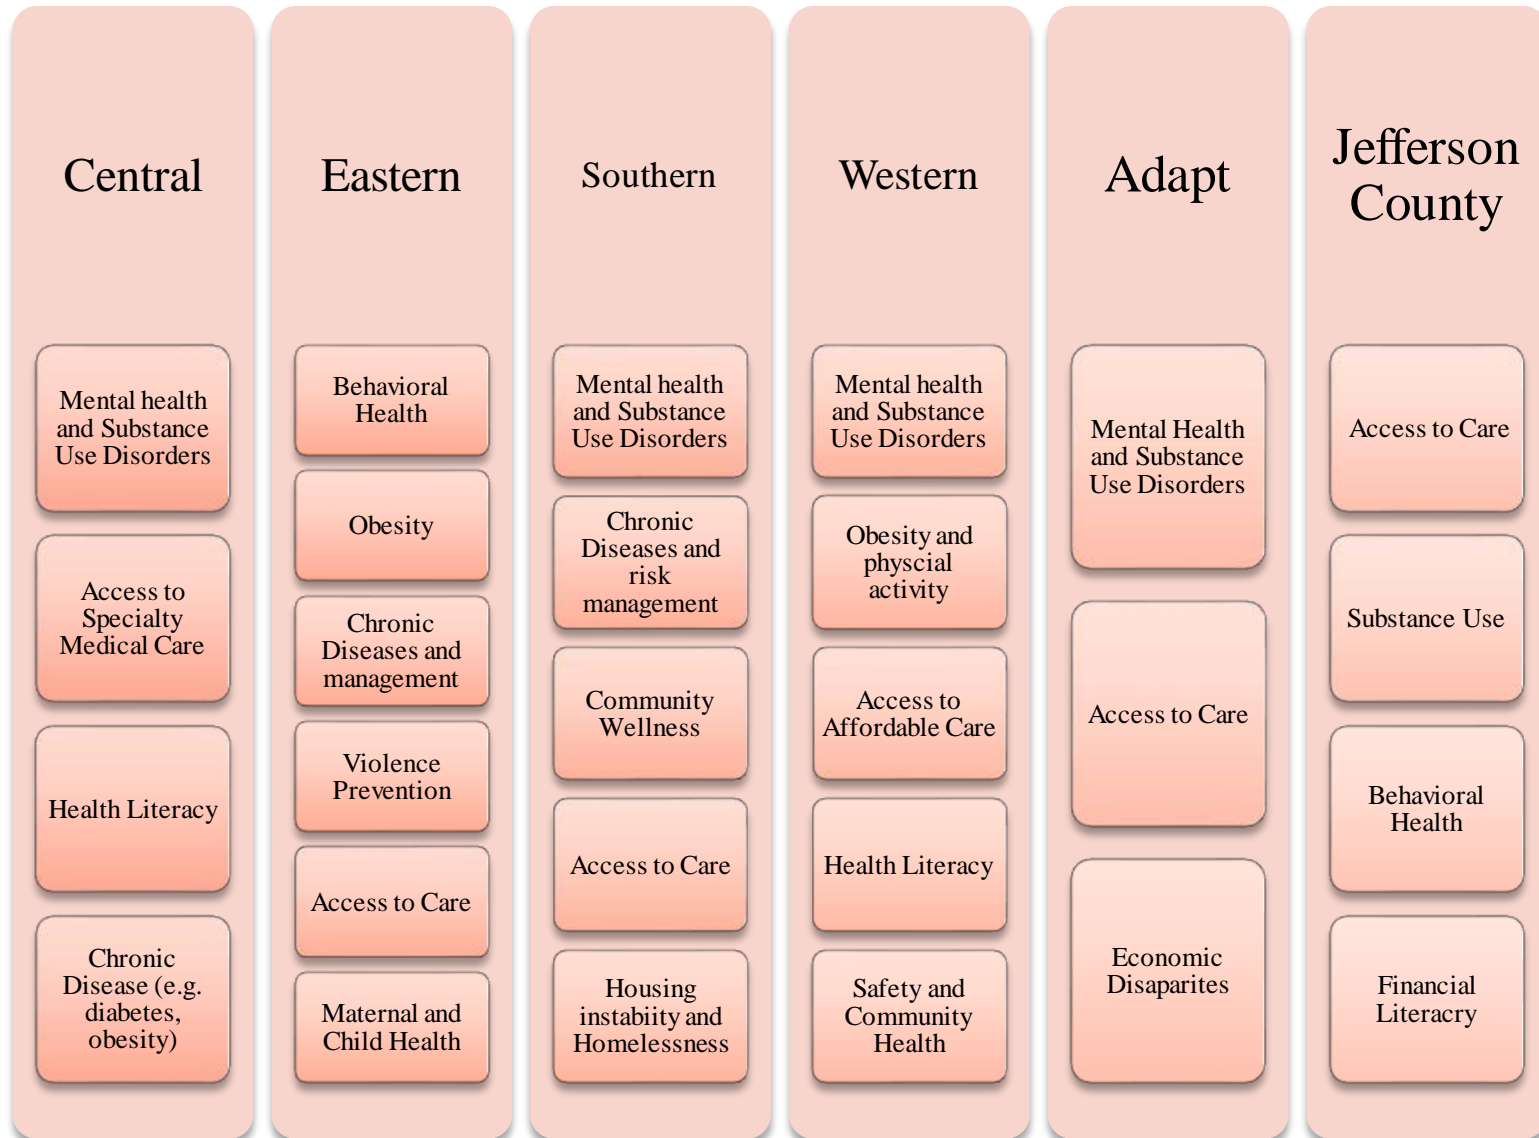 Central
Mental health
and Substance
Use Disorders
Access to
Specialty
Medical Care
Health Literacy
Chronic
Disease (e.g.
diabetes,
obesity)
Eastern
Behavioral
Health
Obesity
Chronic
Diseases and
management
Violence
Prevention
Access to Care
Maternal and
Child Health
Southern
Mental health
and Substance
Use Disorders
Chronic
Diseases and
risk
management
Community
Wellness
Access to Care
Housing
instabiity and
Homelessness
Western
Mental health
and Substance
Use Disorders
Obesity and
physcial
activity
Access to
Affordable Care
Health Literacy
Safety and
Community
Health
Adapt
Mental Health
and Substance
Use Disorders
Access to Care
Economic
Disaparites
Jefferson
County
Access to Care
Substance Use
Behavioral
Health
Financial
Literacry